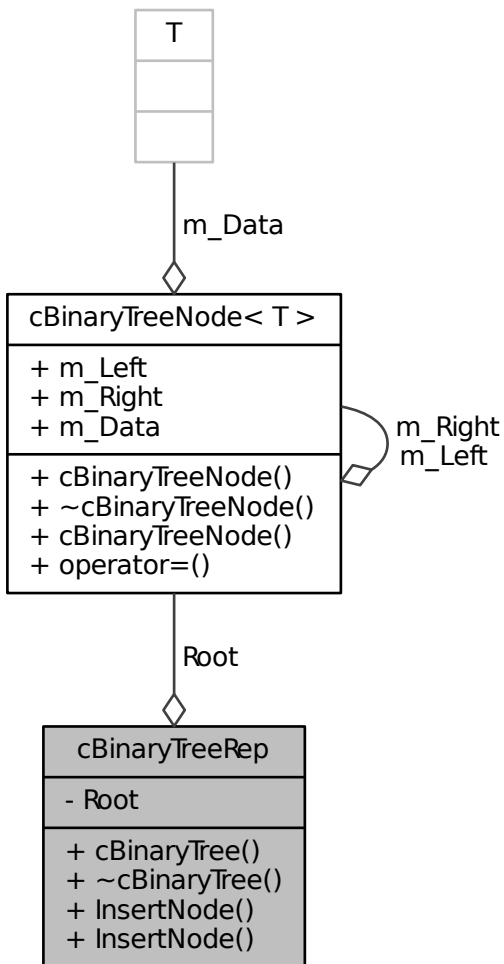 T
m_Data
cBinaryTreeNode< T >
+ m_Left
+ m_Right
+ m_Data
+ cBinaryTreeNode()
+ ~cBinaryTreeNode()
+ cBinaryTreeNode()
+ operator=()
m_Right
m_Left
Root
cBinaryTreeRep
- Root
+ cBinaryTree()
+ ~cBinaryTree()
+ InsertNode()
+ InsertNode()